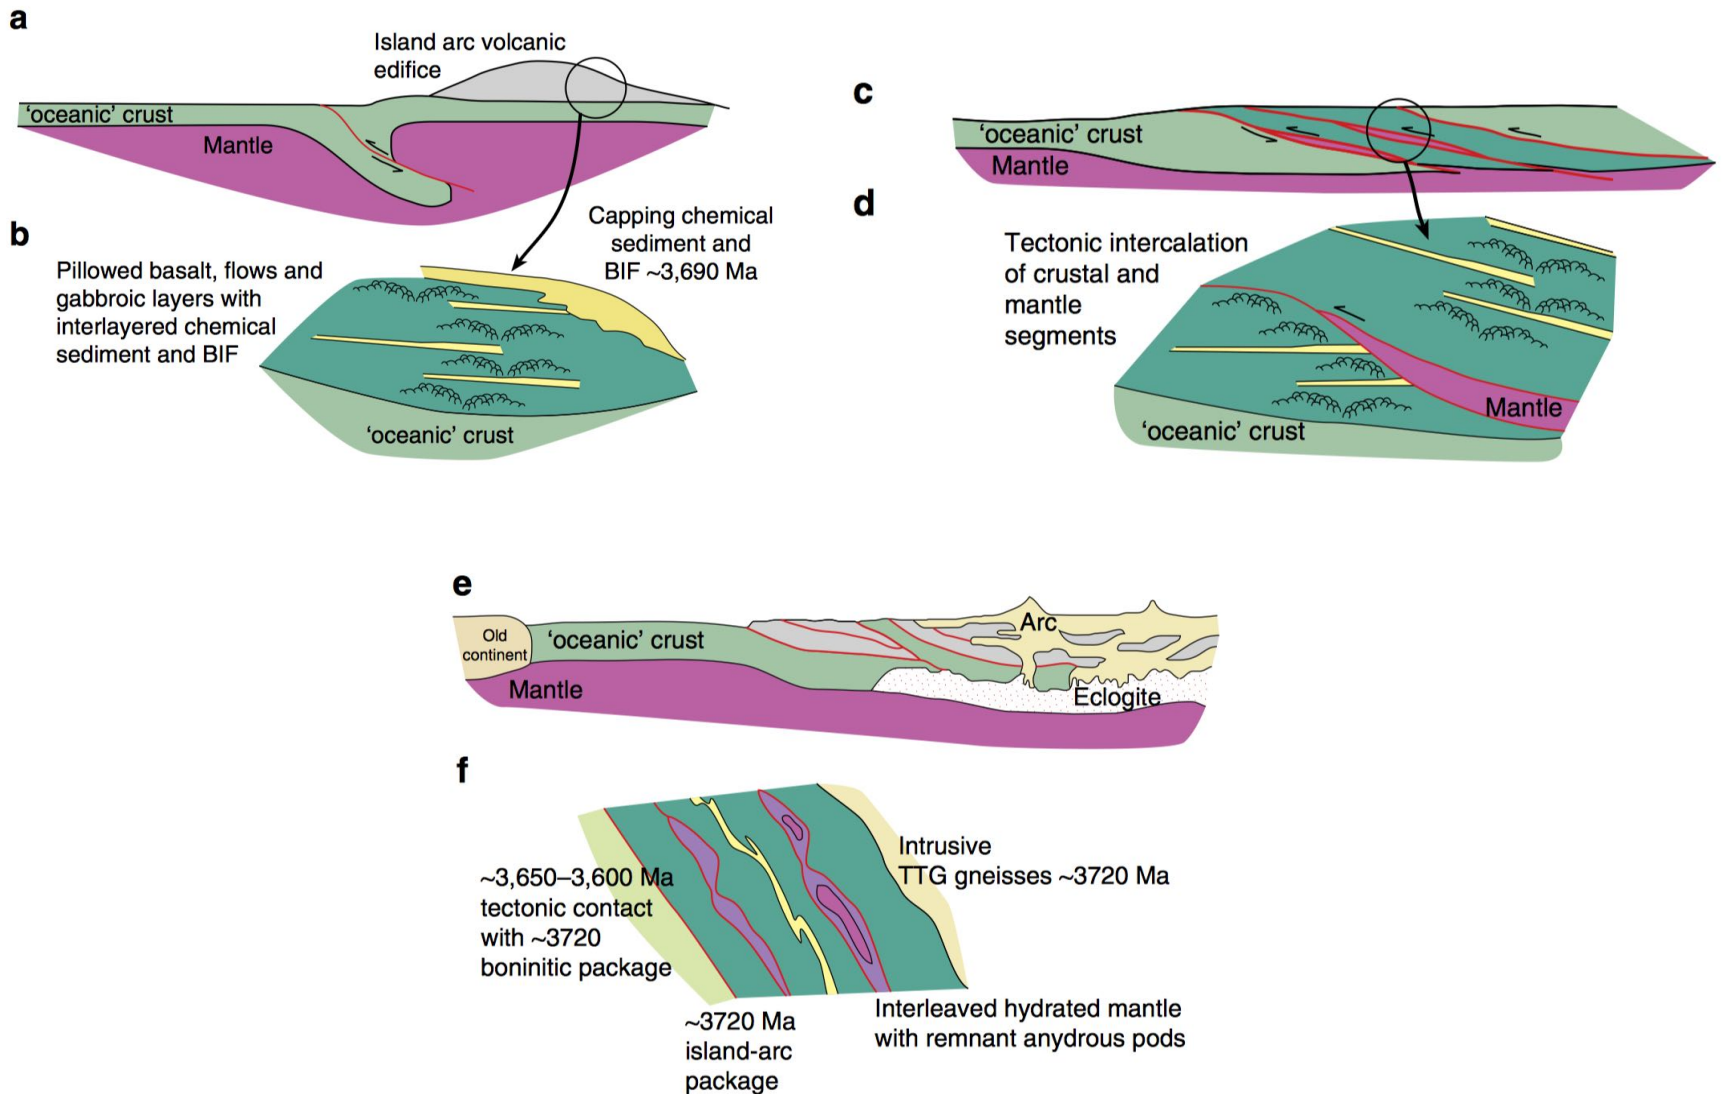 a
Island arc volcanic
edifice
'oceanic' crust
Mantle
b
Pillowed basalt, flows and
gabbroic layers with
interlayered chemical
sediment and BIF
Capping chemical
sediment and
BIF ~3,690 Ma
'oceanic' crust
c
'oceanic' crust
Mantle
d
Tectonic intercalation
of crustal and
mantle
segments
Mantle
'oceanic' crust
e
Old
continent
'oceanic' crust
Mantle
Arc
Eclogite
f
~3,650–3,600 Ma
tectonic contact
with ~3720
boninitic package
Intrusive
TTG gneisses ~3720 Ma
~3720 Ma
island-arc
package
Interleaved hydrated mantle
with remnant anydrous pods